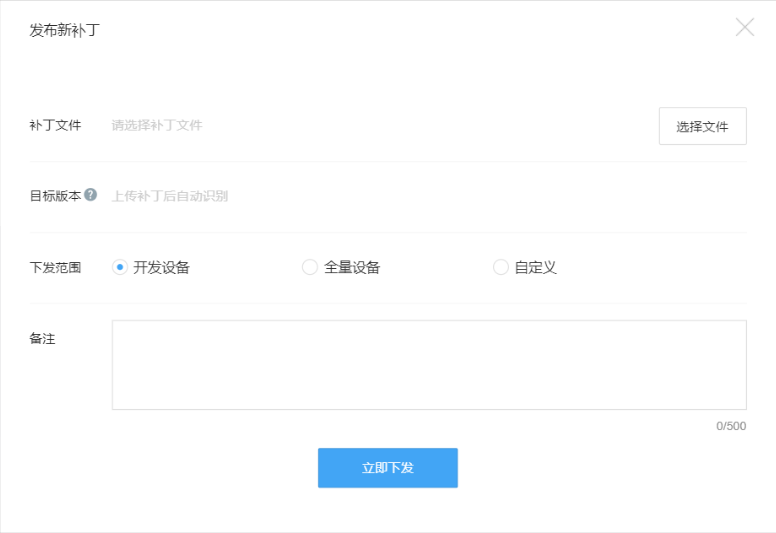 发布新补丁
补丁文件 请选择补丁文件 选择文件
目标版本 ? 上传补丁后自动识别
下发范围 开发设备 全量设备 自定义
备注
0/500
立即下发